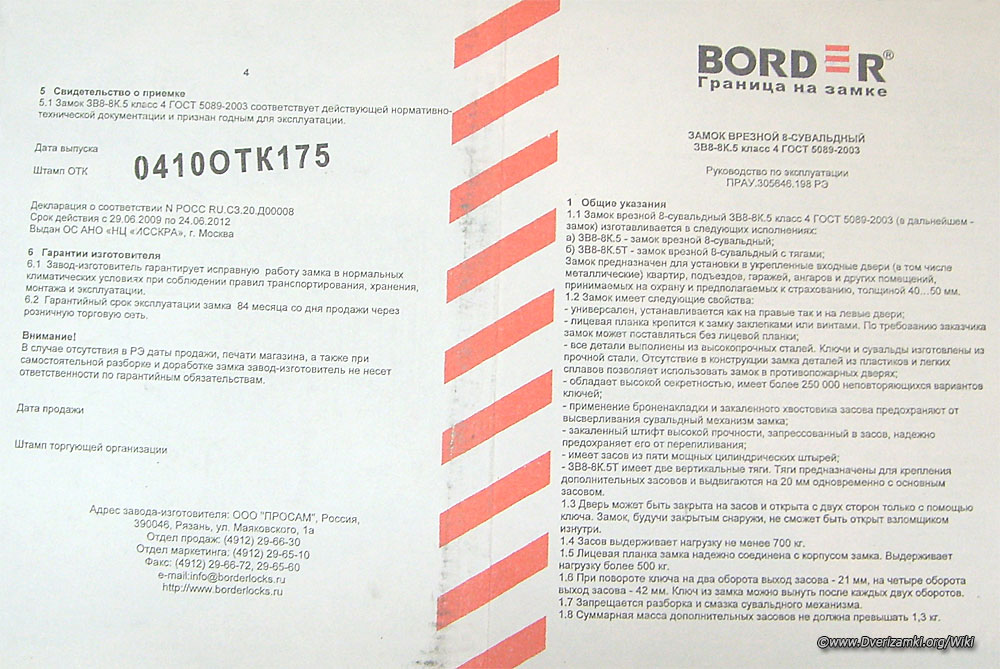 4
5 Свидетельство о приемке
5.1 Замок ЗВ8-8К.5 класс 4 ГОСТ 5089-2003 соответствует действующей нормативно-
технической документации и признан годным для эксплуатации.
Дата выпуска
Штамп ОТК
0410ОТК175
Декларация о соответствии N РОСС RU.СЗ.20.Д00008
Срок действия с 29.06.2009 по 24.06.2012
Выдан ОС АНО «НЦ «ИССКРА», г. Москва
6 Гарантии изготовителя
6.1 Завод-изготовитель гарантирует исправную работу замка в нормальных
климатических условиях при соблюдении правил транспортирования, хранения,
монтажа и эксплуатации.
6.2 Гарантийный срок эксплуатации замка 84 месяца со дня продажи через
розничную торговую сеть.
Внимание!
В случае отсутствия в РЭ даты продажи, печати магазина, а также при
самостоятельной разборке и доработке замка завод-изготовитель не несет
ответственности по гарантийным обязательствам.
Дата продажи
Штамп торгующей организации
Адрес завода-изготовителя: ООО "ПРОСАМ", Россия,
390046, Рязань, ул. Маяковского, 1а
Отдел продаж: (4912) 29-66-30
Отдел маркетинга: (4912) 29-65-10
Факс: (4912) 29-66-72, 29-65-60
e-mail:info@borderlocks.ru
http://www.borderlocks.ru
BORDER®
Граница на замке
ЗАМОК ВРЕЗНОЙ 8-СУВАЛЬДНЫЙ
ЗВ8-8К.5 класс 4 ГОСТ 5089-2003
Руководство по эксплуатации
ПРАУ.305646.198 РЭ
1 Общие указания
1.1 Замок врезной 8-сувальдный ЗВ8-8К.5 класс 4 ГОСТ 5089-2003 (в дальнейшем -
замок) изготавливается в следующих исполнениях:
а) ЗВ8-8К.5 - замок врезной 8-сувальдный;
б) ЗВ8-8К.5Т - замок врезной 8-сувальдный с тягами;
Замок предназначен для установки в укрепленные входные двери (в том числе
металлические) квартир, подъездов, гаражей, ангаров и других помещений,
принимаемых на охрану и предполагаемых к страхованию, толщиной 40...50 мм.
1.2 Замок имеет следующие свойства:
- универсален, устанавливается как на правые так и на левые двери;
- лицевая планка крепится к замку заклепками или винтами. По требованию заказчика
замок может поставляться без лицевой планки;
- все детали выполнены из высокопрочных сталей. Ключи и сувальды изготовлены из
прочной стали. Отсутствие в конструкции замка деталей из пластиков и легких
сплавов позволяет использовать замок в противопожарных дверях;
- обладает высокой секретностью, имеет более 250 000 неповторяющихся вариантов
ключей;
- применение броненакладки и закаленного хвостовика засова предохраняют от
высверливания сувальдный механизм замка;
- закаленный штифт высокой прочности, запрессованный в засов, надежно
предохраняет его от перепиливания;
- имеет засов из пяти мощных цилиндрических штырей;
- ЗВ8-8К.5Т имеет две вертикальные тяги. Тяги предназначены для крепления
дополнительных засовов и выдвигаются на 20 мм одновременно с основным
засовом.
1.3 Дверь может быть закрыта на засов и открыта с двух сторон только с помощью
ключа. Замок, будучи закрытым снаружи, не сможет быть открыт взломщиком
изнутри.
1.4 Засов выдерживает нагрузку не менее 700 кг.
1.5 Лицевая планка замка надежно соединена с корпусом замка. Выдерживает
нагрузку более 500 кг.
1.6 При повороте ключа на два оборота выход засова - 21 мм, на четыре оборота
выход засова - 42 мм. Ключ из замка можно вынуть после каждых двух оборотов.
1.7 Запрещается разборка и смазка сувального механизма.
1.8 Суммарная масса дополнительных засовов не должна превышать 1,3 кг.
©www.Dverizamki.org/Wiki